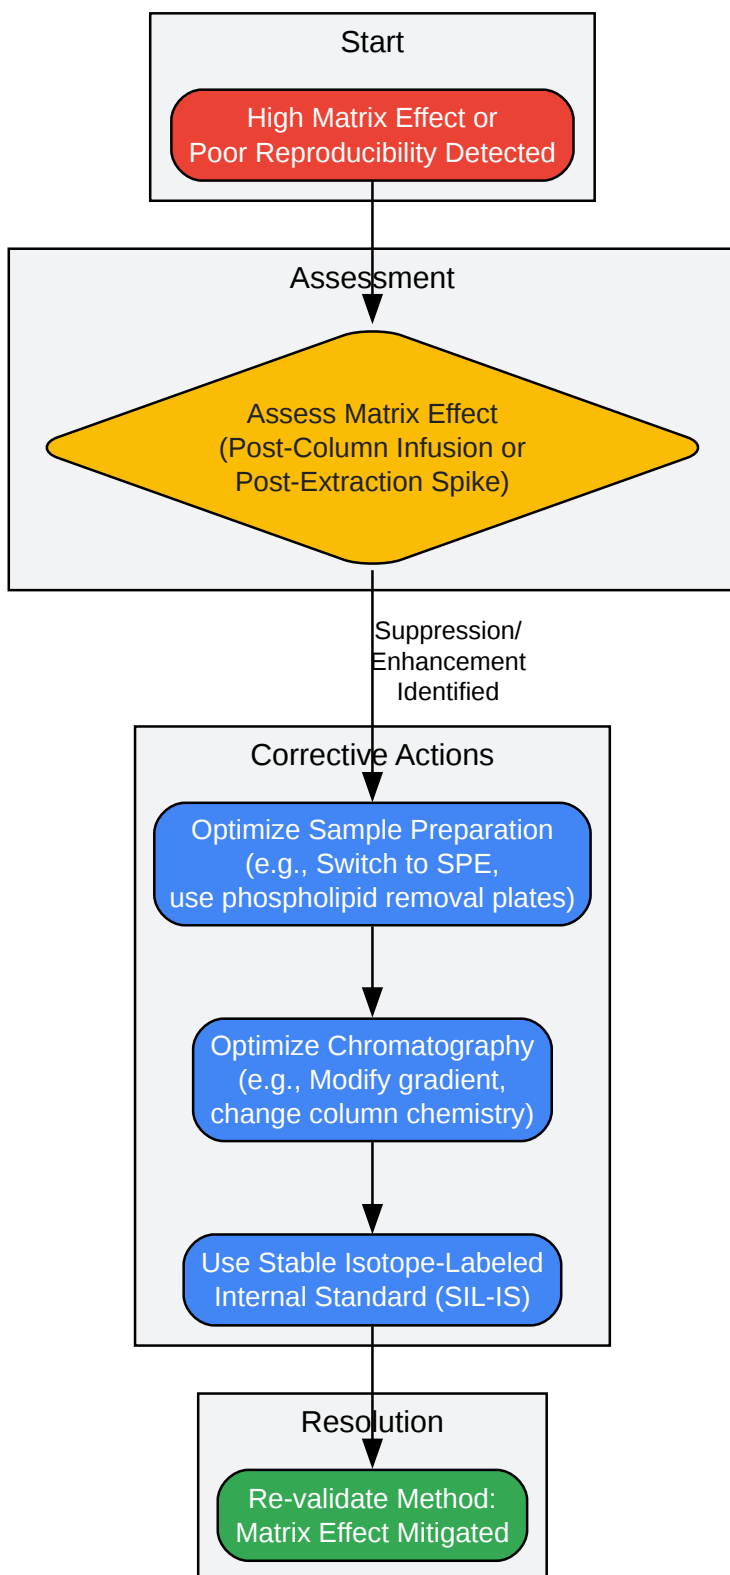 Start
High Matrix Effect or
Poor Reproducibility Detected
Assessment
Assess Matrix Effect
(Post-Column Infusion or
Post-Extraction Spike)
Suppression/
Enhancement
Identified
Corrective Actions
Optimize Sample Preparation
(e.g., Switch to SPE,
use phospholipid removal plates)
Optimize Chromatography
(e.g., Modify gradient,
change column chemistry)
Use Stable Isotope-Labeled
Internal Standard (SIL-IS)
Resolution
Re-validate Method:
Matrix Effect Mitigated